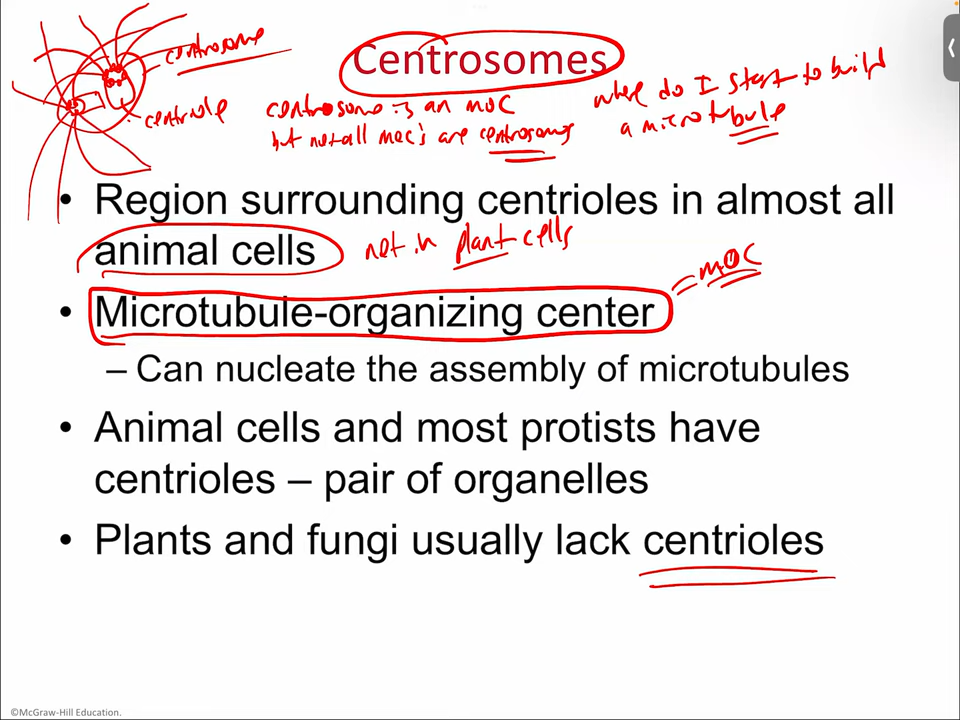 centrosome
Centrosomes
centriole
centrosome is an MOC
but not all MOC's are centrosomes
where do I start to build
a microtubule
• Region surrounding centrioles in almost all
animal cells
not in plant cells
= MOC
• Microtubule-organizing center
– Can nucleate the assembly of microtubules
• Animal cells and most protists have
centrioles – pair of organelles
• Plants and fungi usually lack centrioles
©McGraw-Hill Education.